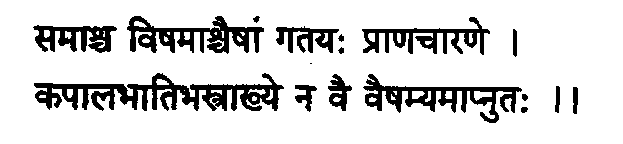 समाश्च विषमाश्चैषां गतयः प्राणचारणे ।
कपालभातिभस्त्राख्ये न वै वैषम्यमाप्नुतः ।।